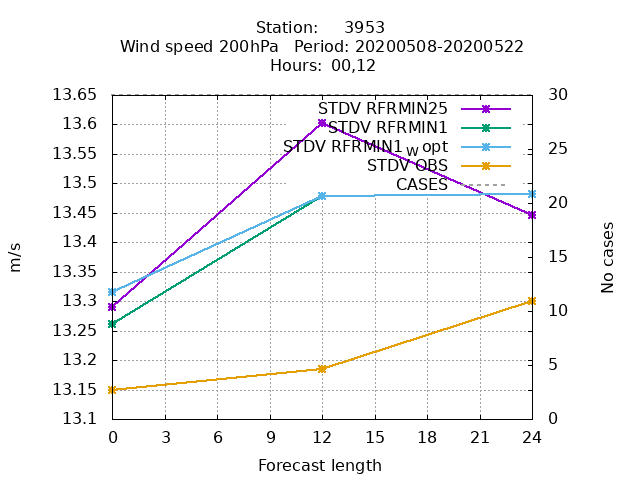 Station: 3953
Wind speed 200hPa Period: 20200508-20200522
Hours: 00,12
13.65
13.6
13.55
13.5
13.45
13.4
13.35
13.3
13.25
13.2
13.15
13.1
m/s
STDV RFRMIN25
STDV RFRMIN1
STDV RFRMIN1wopt
STDV OBS
CASES
30
25
20
15
10
5
0
No cases
0 3 6 9 12 15 18 21 24
Forecast length